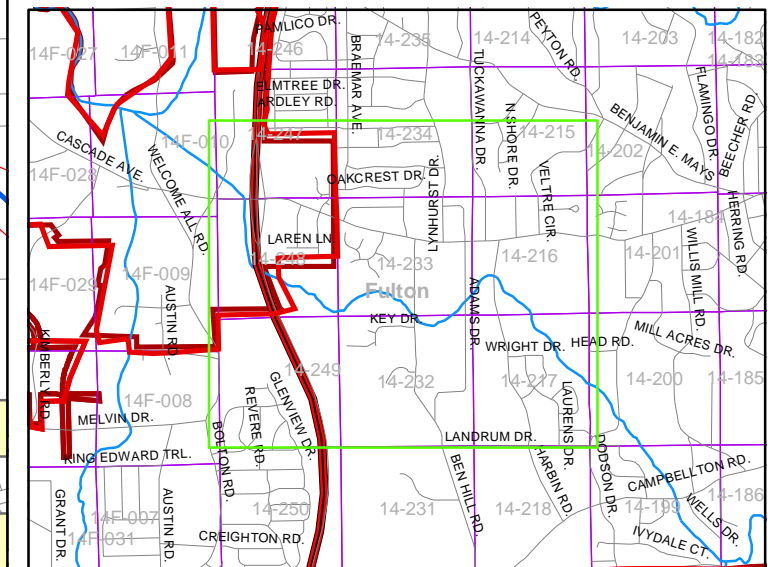 PAMLICO DR.
14-246
BRAEMAR AVE.
14-235
14-214
PEYTON RD.
14-203
14-182
14-183
14F-027
14F-011
TUCKAWANNA DR.
FLAMINGO DR.
BEECHER RD
ELMTREE DR.
ARDLEY RD.
N SHORE DR.
BENJAMIN E. MAYS
14F-010
14-247
14-234
14-215
14-202
CASCADE AVE.
WELCOME ALL RD.
LYNHURST DR.
VELTRE CIR.
14F-028
OAKCREST DR.
HERRING RD.
14-184
LAREN LN.
14-248
14-233
14-216
14-201
WILLIS MILL RD.
14F-029
14F-009
AUSTIN RD.
Fulton
ADAMS DR.
KEY DR.
KIMBERLY RD
WRIGHT DR.
HEAD RD.
MILL ACRES DR.
14-249
GLENVIEW DR.
REVERE RD.
14-232
14-217
LAURENS DR.
14-200
14-185
14F-008
MELVIN DR.
BOLTON RD.
LANDRUM DR.
DODSON DR.
KING EDWARD TRL.
BEN HILL RD.
HARBIN RD.
CAMPBELLTON RD.
14-186
GRANT DR.
AUSTIN RD.
14F-007
14F-031
14-250
14-231
14-218
14-199
WELLS DR.
CREIGHTON RD.
IVYDALE CT.